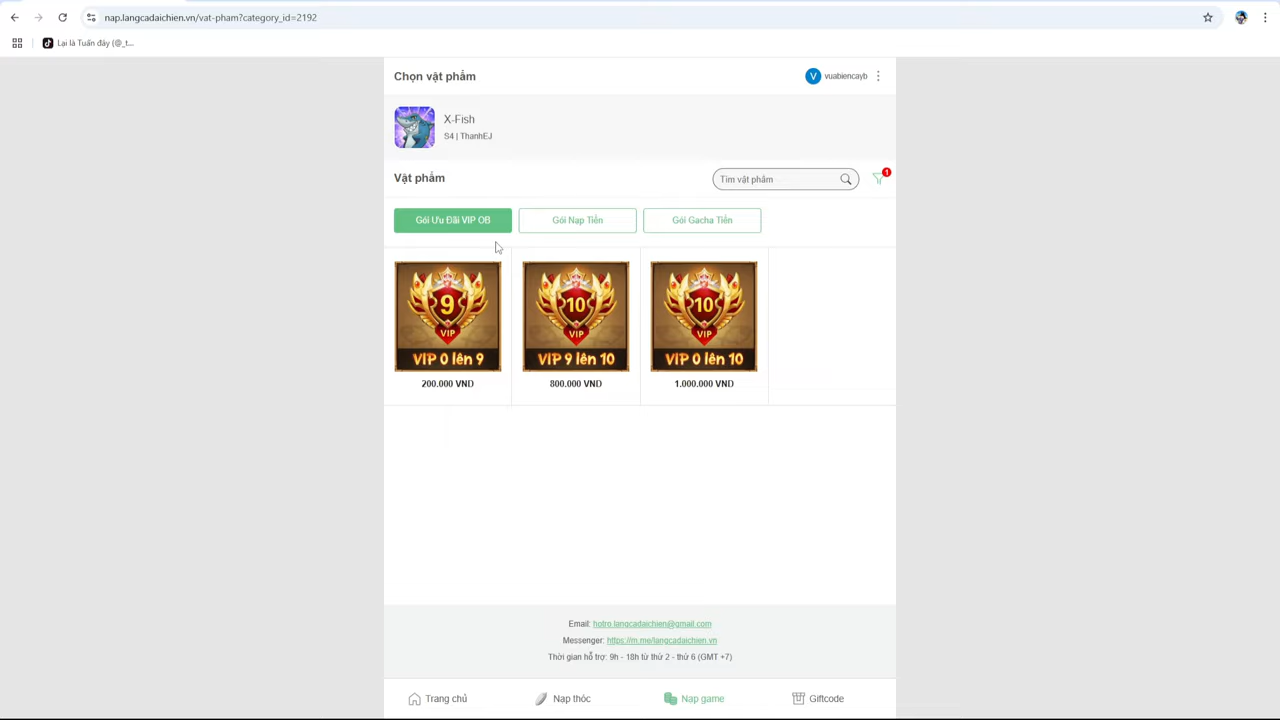 nap.langcadaichien.vn/vat-pham?category_id=2192
Lại là Tuấn đây (@_t...
Chọn vật phẩm
V vuabiencayb
X-Fish
S4 | ThanhEJ
Vật phẩm
Tìm vật phẩm
1
Gói Ưu Đãi VIP OB
Gói Nạp Tiền
Gói Gacha Tiền
9 VIP
VIP 0 lên 9
200.000 VND
10 VIP
VIP 9 lên 10
800.000 VND
10 VIP
VIP 0 lên 10
1.000.000 VND
Email: hotro.langcadaichien@gmail.com
Messenger: https://m.me/langcadaichien.vn
Thời gian hỗ trợ: 9h - 18h từ thứ 2 - thứ 6 (GMT +7)
Trang chủ
Nạp thóc
Nạp game
Giftcode